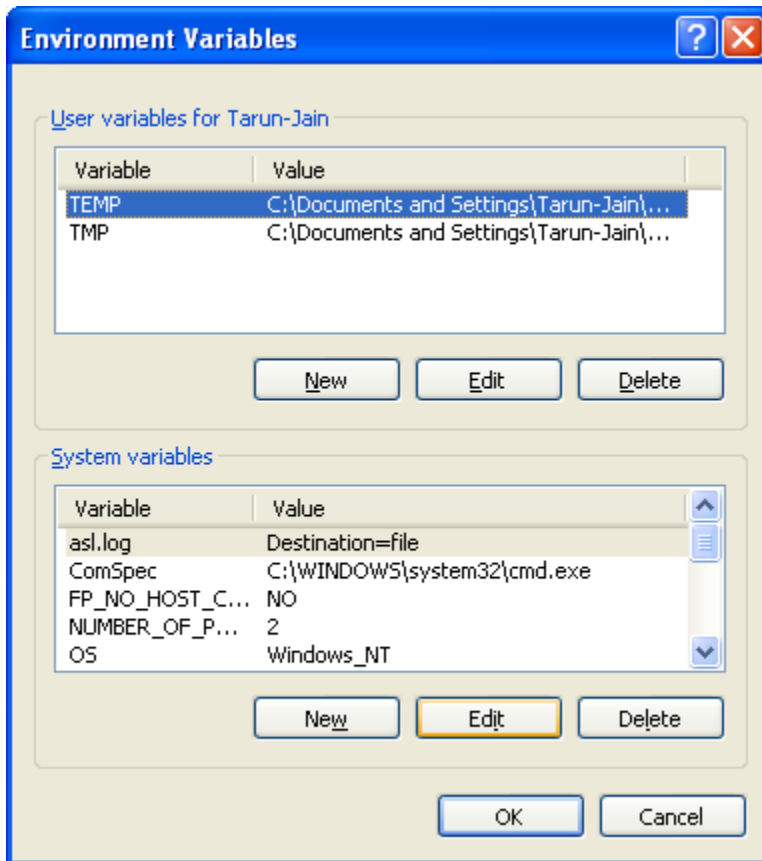 Environment Variables
User variables for Tarun-Jain
Variable Value
TEMP C:\Documents and Settings\Tarun-Jain\...
TMP C:\Documents and Settings\Tarun-Jain\...
New Edit Delete
System variables
Variable Value
asl.log Destination=file
ComSpec C:\WINDOWS\system32\cmd.exe
FP_NO_HOST_C... NO
NUMBER_OF_P... 2
OS Windows_NT
New Edit Delete
OK Cancel